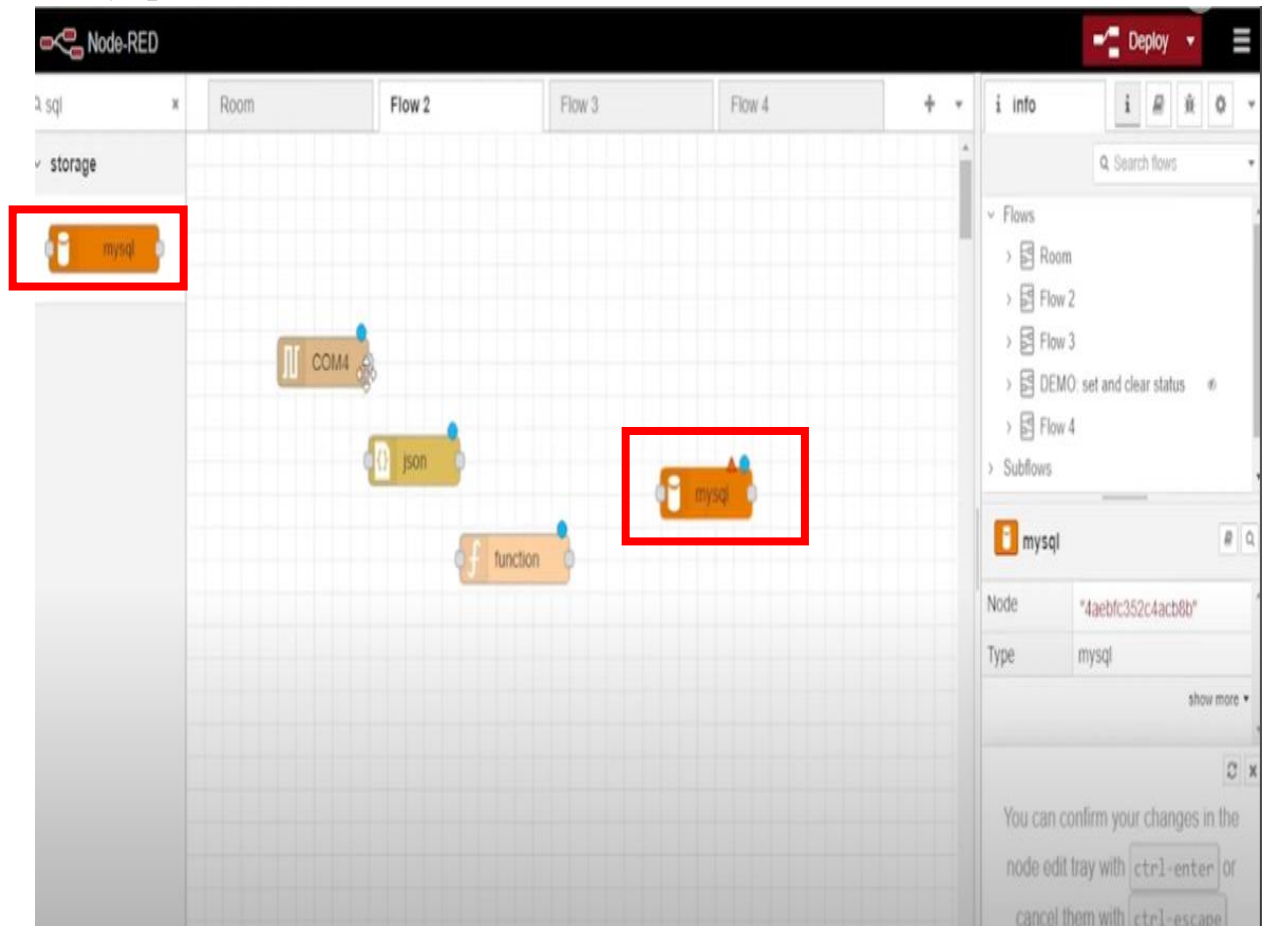 Node-RED
Deploy
sql x
Room
Flow 2
Flow 3
Flow 4
+
i info
i
Search flows
storage
mysql
Flows
Room
Flow 2
Flow 3
DEMO: set and clear status
Flow 4
Subflows
COM4
json
mysql
function
mysql
Node "4aebfc352c4acb8b"
Type mysql
show more
x
You can confirm your changes in the
node edit tray with ctrl-enter or
cancel them with ctrl-escape